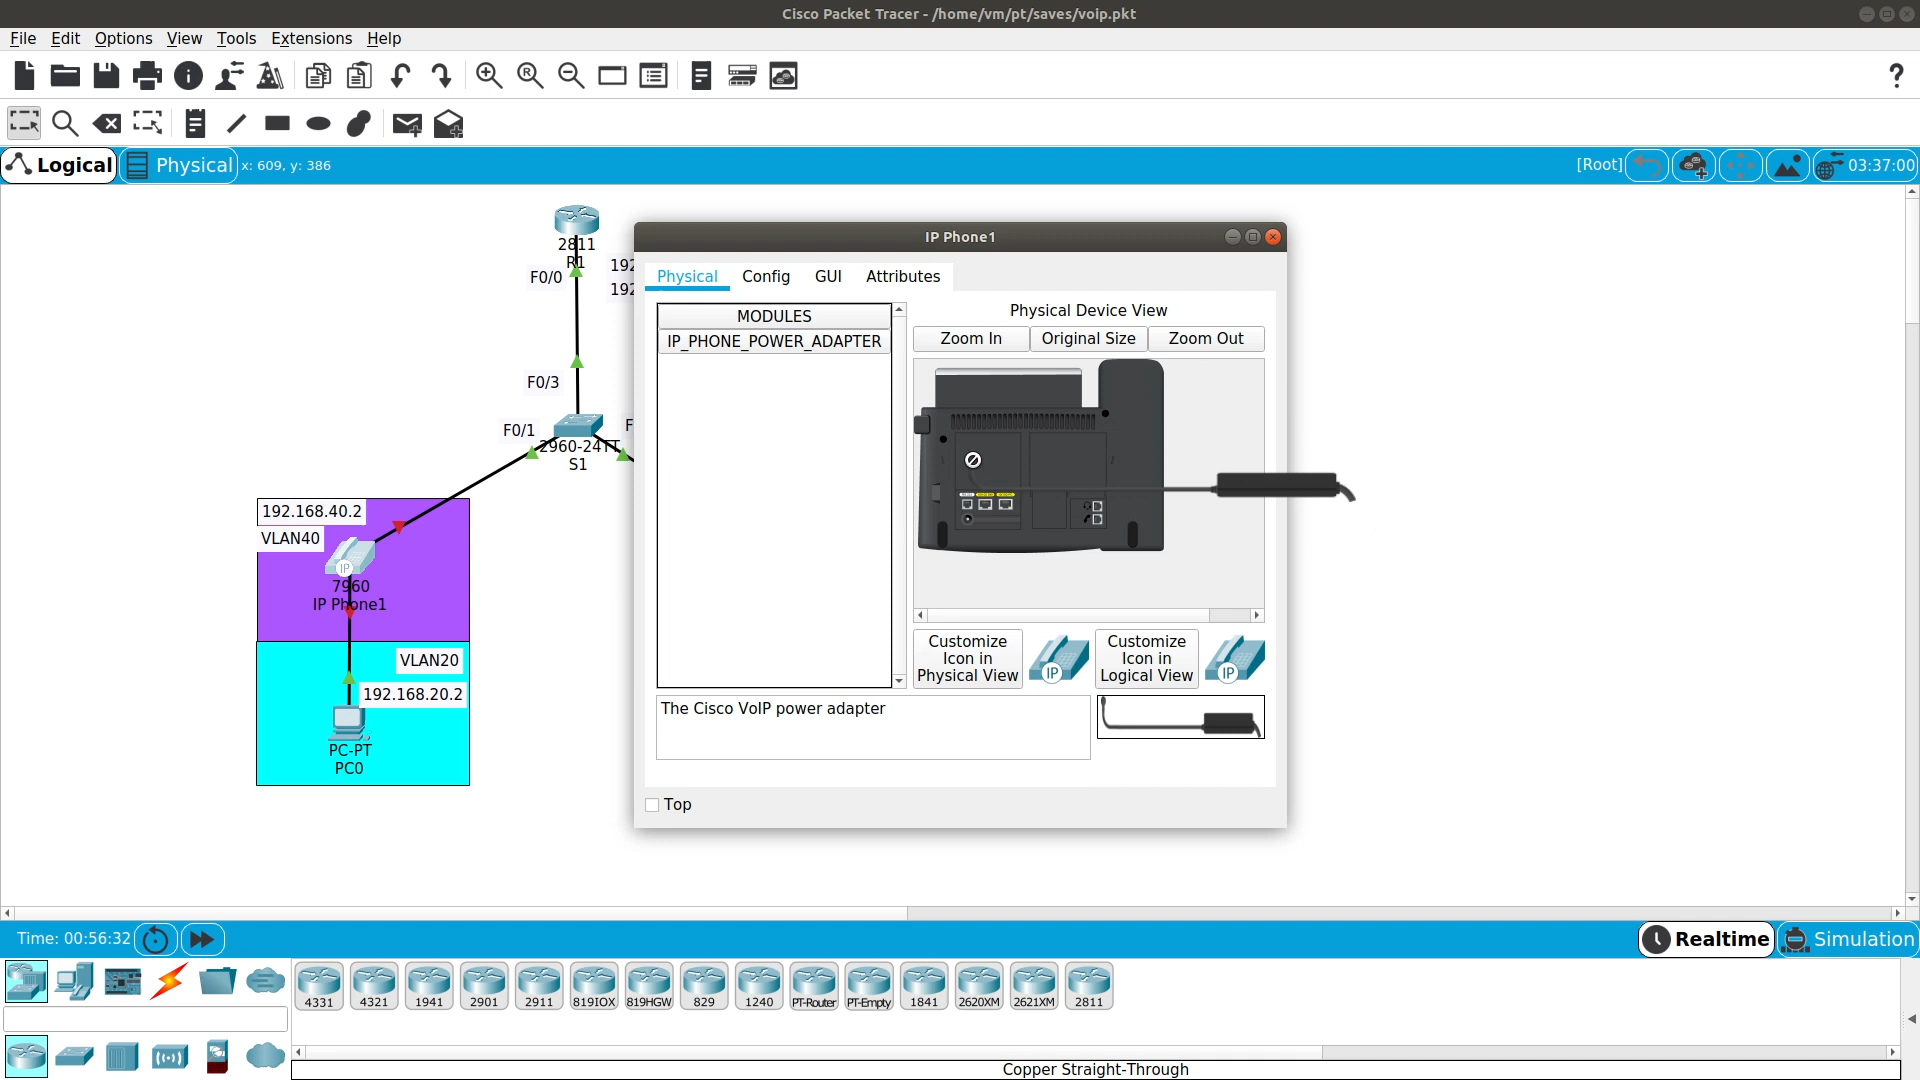 Cisco Packet Tracer - /home/vm/pt/saves/voip.pkt
File Edit Options View Tools Extensions Help
R
?
Logical
Physical
x: 609, y: 386
[Root]
03:37:00
2811
R1
F0/0
192
192
F0/3
F0/1
F
2960-24TT
S1
192.168.40.2
VLAN40
IP
7960
IP Phone1
VLAN20
192.168.20.2
PC-PT
PC0
IP Phone1
Physical Config GUI Attributes
MODULES
IP_PHONE_POWER_ADAPTER
Physical Device View
Zoom In
Original Size
Zoom Out
Customize
Icon in
Physical View
IP
Customize
Icon in
Logical View
IP
The Cisco VoIP power adapter
Top
Time: 00:56:32
Realtime
Simulation
4331 4321 1941 2901 2911 819IOX 819HGW 829 1240 PT-Router PT-Empty 1841 2620XM 2621XM 2811
Copper Straight-Through